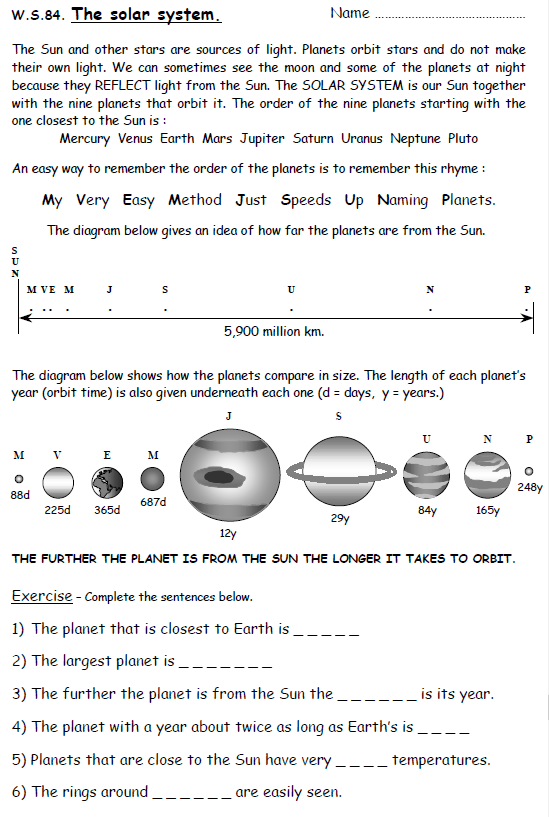 W.S.84. The solar system. Name ..............................................
The Sun and other stars are sources of light. Planets orbit stars and do not make
their own light. We can sometimes see the moon and some of the planets at night
because they REFLECT light from the Sun. The SOLAR SYSTEM is our Sun together
with the nine planets that orbit it. The order of the nine planets starting with the
one closest to the Sun is :
Mercury Venus Earth Mars Jupiter Saturn Uranus Neptune Pluto
An easy way to remember the order of the planets is to remember this rhyme :
My Very Easy Method Just Speeds Up Naming Planets.
The diagram below gives an idea of how far the planets are from the Sun.
SUN
M V E M J S U N P
5,900 million km.
The diagram below shows how the planets compare in size. The length of each planet's
year (orbit time) is also given underneath each one (d = days, y = years.)
M V E M J S U N P
88d 225d 365d 687d 12y 29y 84y 165y 248y
THE FURTHER THE PLANET IS FROM THE SUN THE LONGER IT TAKES TO ORBIT.
Exercise - Complete the sentences below.
1) The planet that is closest to Earth is _ _ _ _ _
2) The largest planet is _ _ _ _ _ _ _
3) The further the planet is from the Sun the _ _ _ _ _ _ is its year.
4) The planet with a year about twice as long as Earth's is _ _ _ _
5) Planets that are close to the Sun have very _ _ _ _ temperatures.
6) The rings around _ _ _ _ _ _ are easily seen.